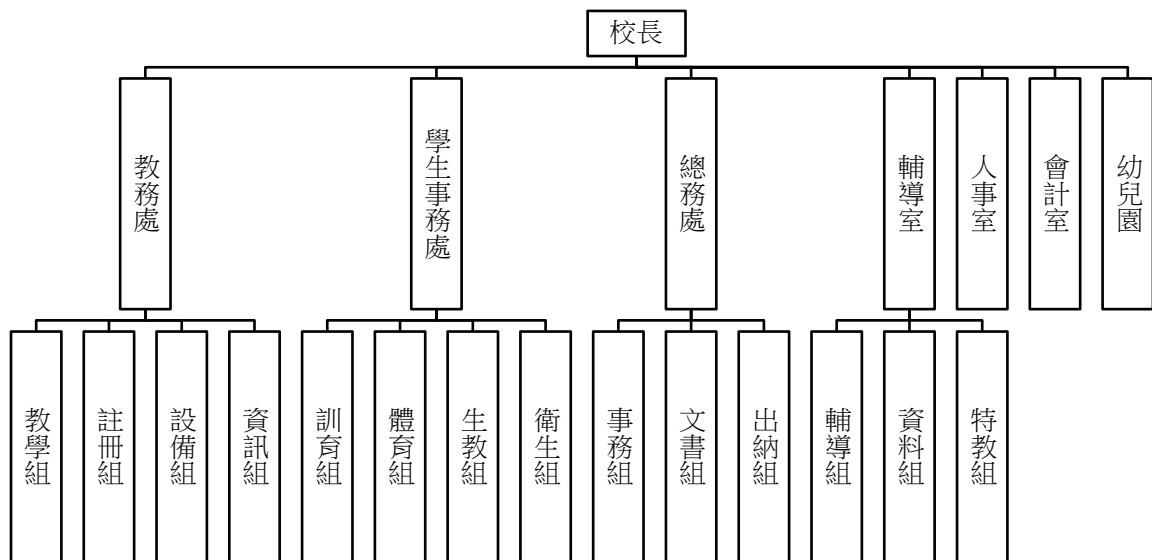 校長
教務處
學生事務處
總務處
輔導室
人事室
會計室
幼兒園
教學組
註冊組
設備組
資訊組
訓育組
體育組
生教組
衛生組
事務組
文書組
出納組
輔導組
資料組
特教組